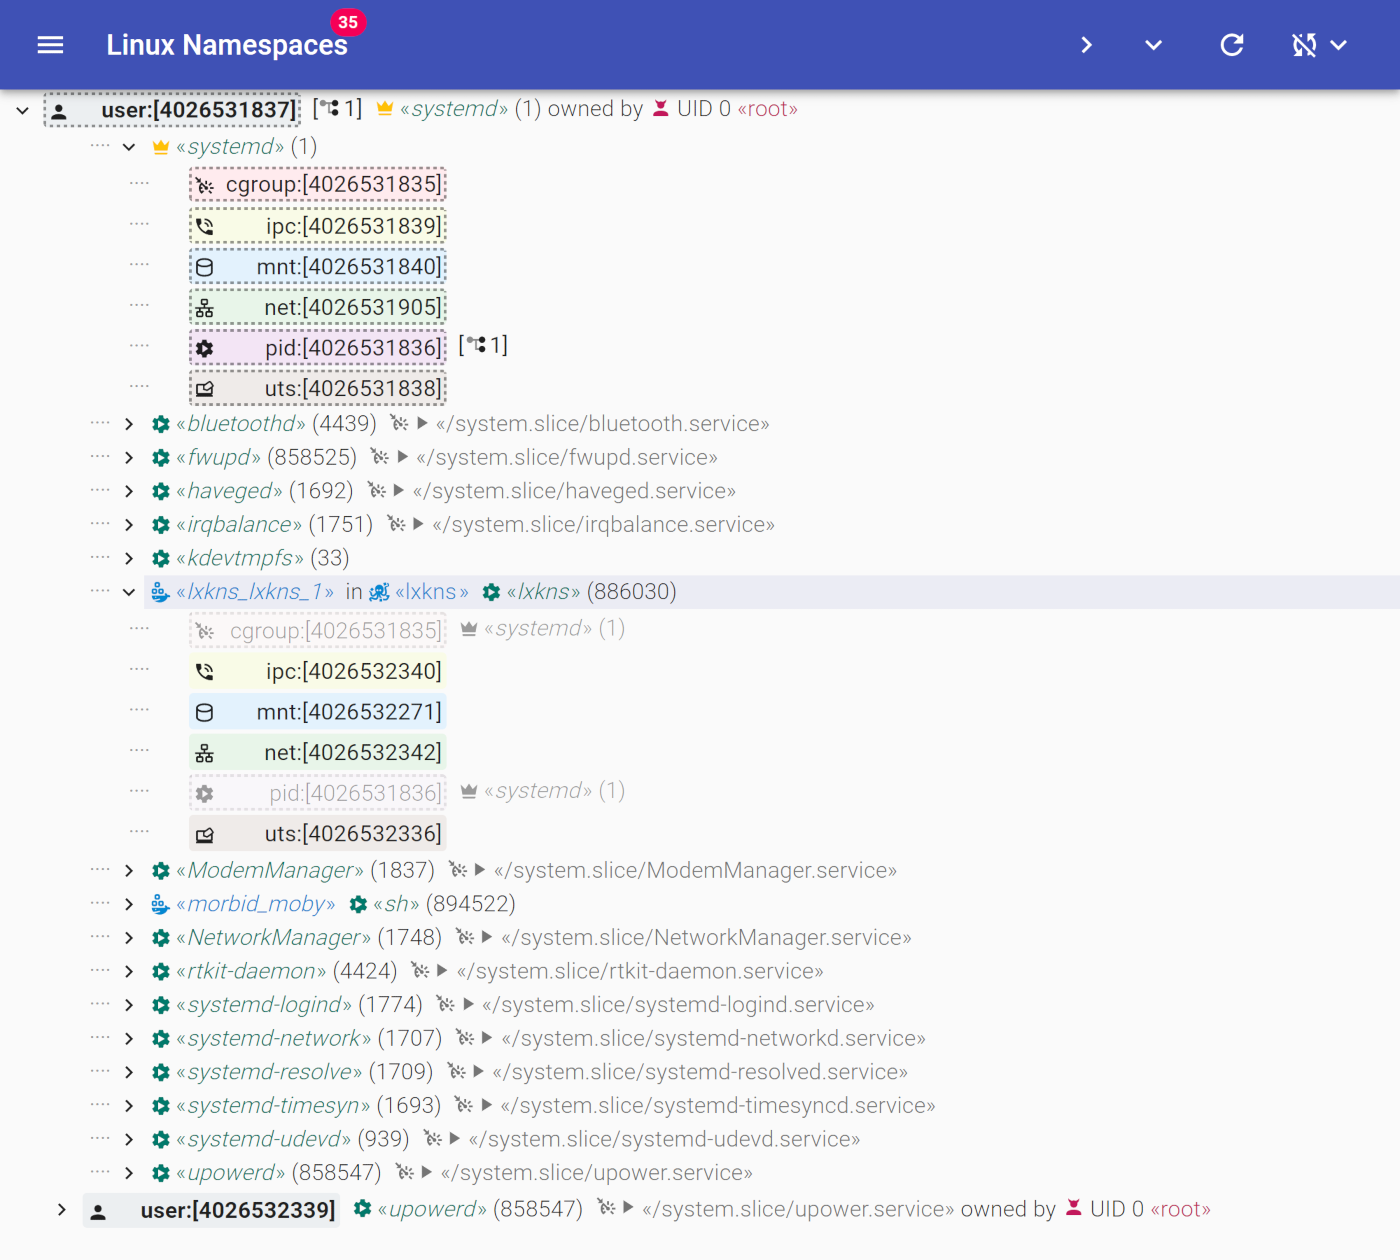 35
Linux Namespaces
user:[4026531837] [1] «systemd» (1) owned by UID 0 «root»
«systemd» (1)
cgroup:[4026531835]
ipc:[4026531839]
mnt:[4026531840]
net:[4026531905]
pid:[4026531836] [1]
uts:[4026531838]
«bluetoothd» (4439) «/system.slice/bluetooth.service»
«fwupd» (858525) «/system.slice/fwupd.service»
«haveged» (1692) «/system.slice/haveged.service»
«irqbalance» (1751) «/system.slice/irqbalance.service»
«kdevtmpfs» (33)
«lxkns_lxkns_1» in «lxkns» «lxkns» (886030)
cgroup:[4026531835] «systemd» (1)
ipc:[4026532340]
mnt:[4026532271]
net:[4026532342]
pid:[4026531836] «systemd» (1)
uts:[4026532336]
«ModemManager» (1837) «/system.slice/ModemManager.service»
«morbid_moby» «sh» (894522)
«NetworkManager» (1748) «/system.slice/NetworkManager.service»
«rtkit-daemon» (4424) «/system.slice/rtkit-daemon.service»
«systemd-logind» (1774) «/system.slice/systemd-logind.service»
«systemd-network» (1707) «/system.slice/systemd-networkd.service»
«systemd-resolve» (1709) «/system.slice/systemd-resolved.service»
«systemd-timesyn» (1693) «/system.slice/systemd-timesyncd.service»
«systemd-udevd» (939) «/system.slice/systemd-udevd.service»
«upowerd» (858547) «/system.slice/upower.service»
user:[4026532339] «upowerd» (858547) «/system.slice/upower.service» owned by UID 0 «root»